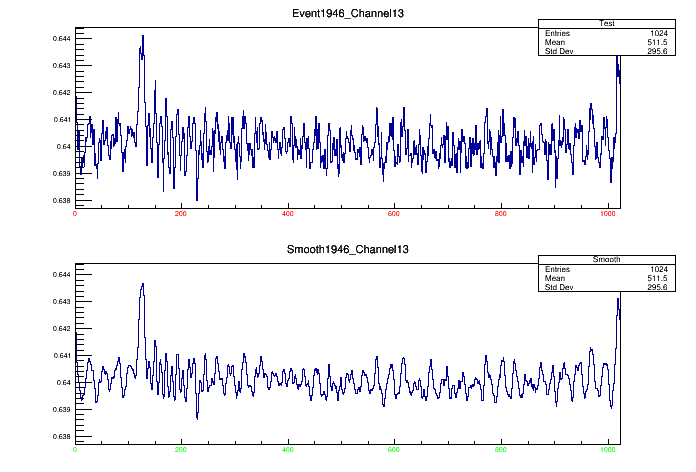 Event1946_Channel13
Test
Entries 1024
Mean 511.5
Std Dev 295.6
0.644
0.643
0.642
0.641
0.64
0.639
0.638
0 200 400 600 800 1000
Smooth1946_Channel13
Smooth
Entries 1024
Mean 511.5
Std Dev 295.6
0.644
0.643
0.642
0.641
0.64
0.639
0.638
0 200 400 600 800 1000